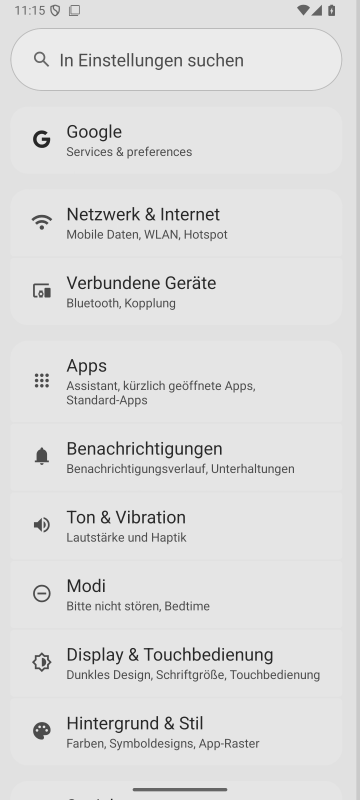 11:15
In Einstellungen suchen
Google
Services & preferences
Netzwerk & Internet
Mobile Daten, WLAN, Hotspot
Verbundene Geräte
Bluetooth, Kopplung
Apps
Assistant, kürzlich geöffnete Apps,
Standard-Apps
Benachrichtigungen
Benachrichtigungsverlauf, Unterhaltungen
Ton & Vibration
Lautstärke und Haptik
Modi
Bitte nicht stören, Bedtime
Display & Touchbedienung
Dunkles Design, Schriftgröße, Touchbedienung
Hintergrund & Stil
Farben, Symboldesigns, App-Raster